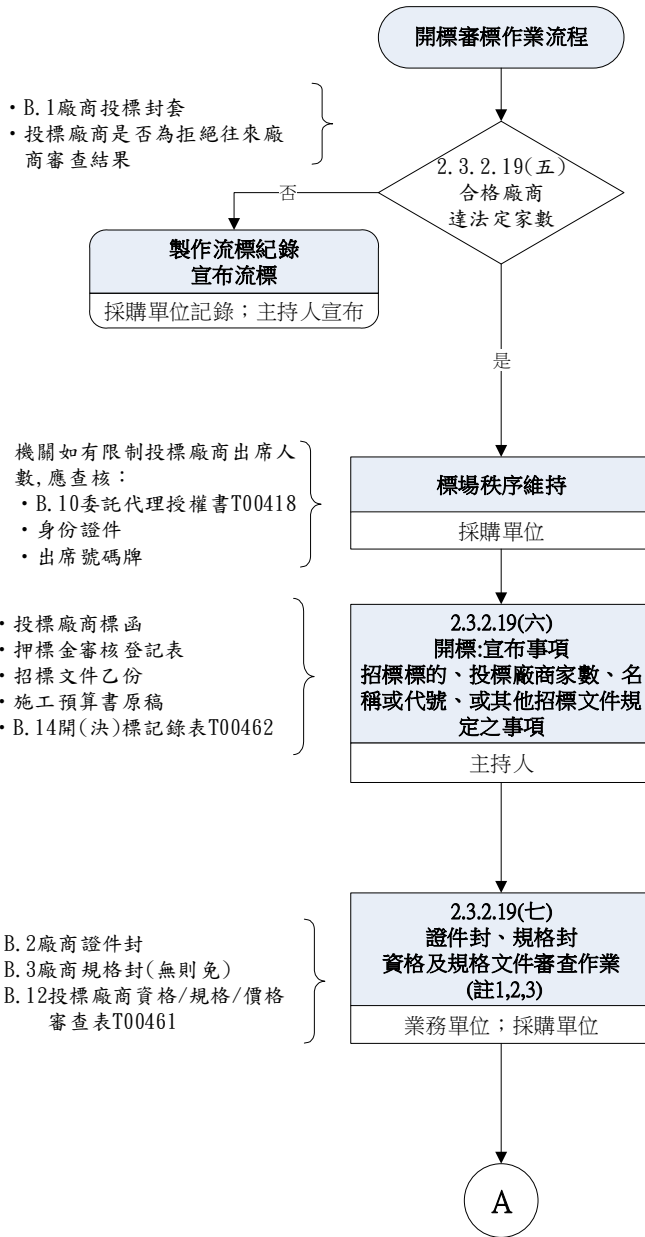 開標審標作業流程
・B.1廠商投標封套
・投標廠商是否為拒絕往來廠
商審查結果
2.3.2.19(五)
合格廠商
達法定家數
否
製作流標紀錄
宣布流標
採購單位記錄；主持人宣布
是
機關如有限制投標廠商出席人
數,應查核：
・B.10委託代理授權書T00418
・身份證件
・出席號碼牌
標場秩序維持
採購單位
・投標廠商標函
・押標金審核登記表
・招標文件乙份
・施工預算書原稿
・B.14開(決)標記錄表T00462
2.3.2.19(六)
開標:宣布事項
招標標的、投標廠商家數、名
稱或代號、或其他招標文件規
定之事項
主持人
B.2廠商證件封
B.3廠商規格封(無則免)
B.12投標廠商資格/規格/價格
審查表T00461
2.3.2.19(七)
證件封、規格封
資格及規格文件審查作業
(註1,2,3)
業務單位；採購單位
A